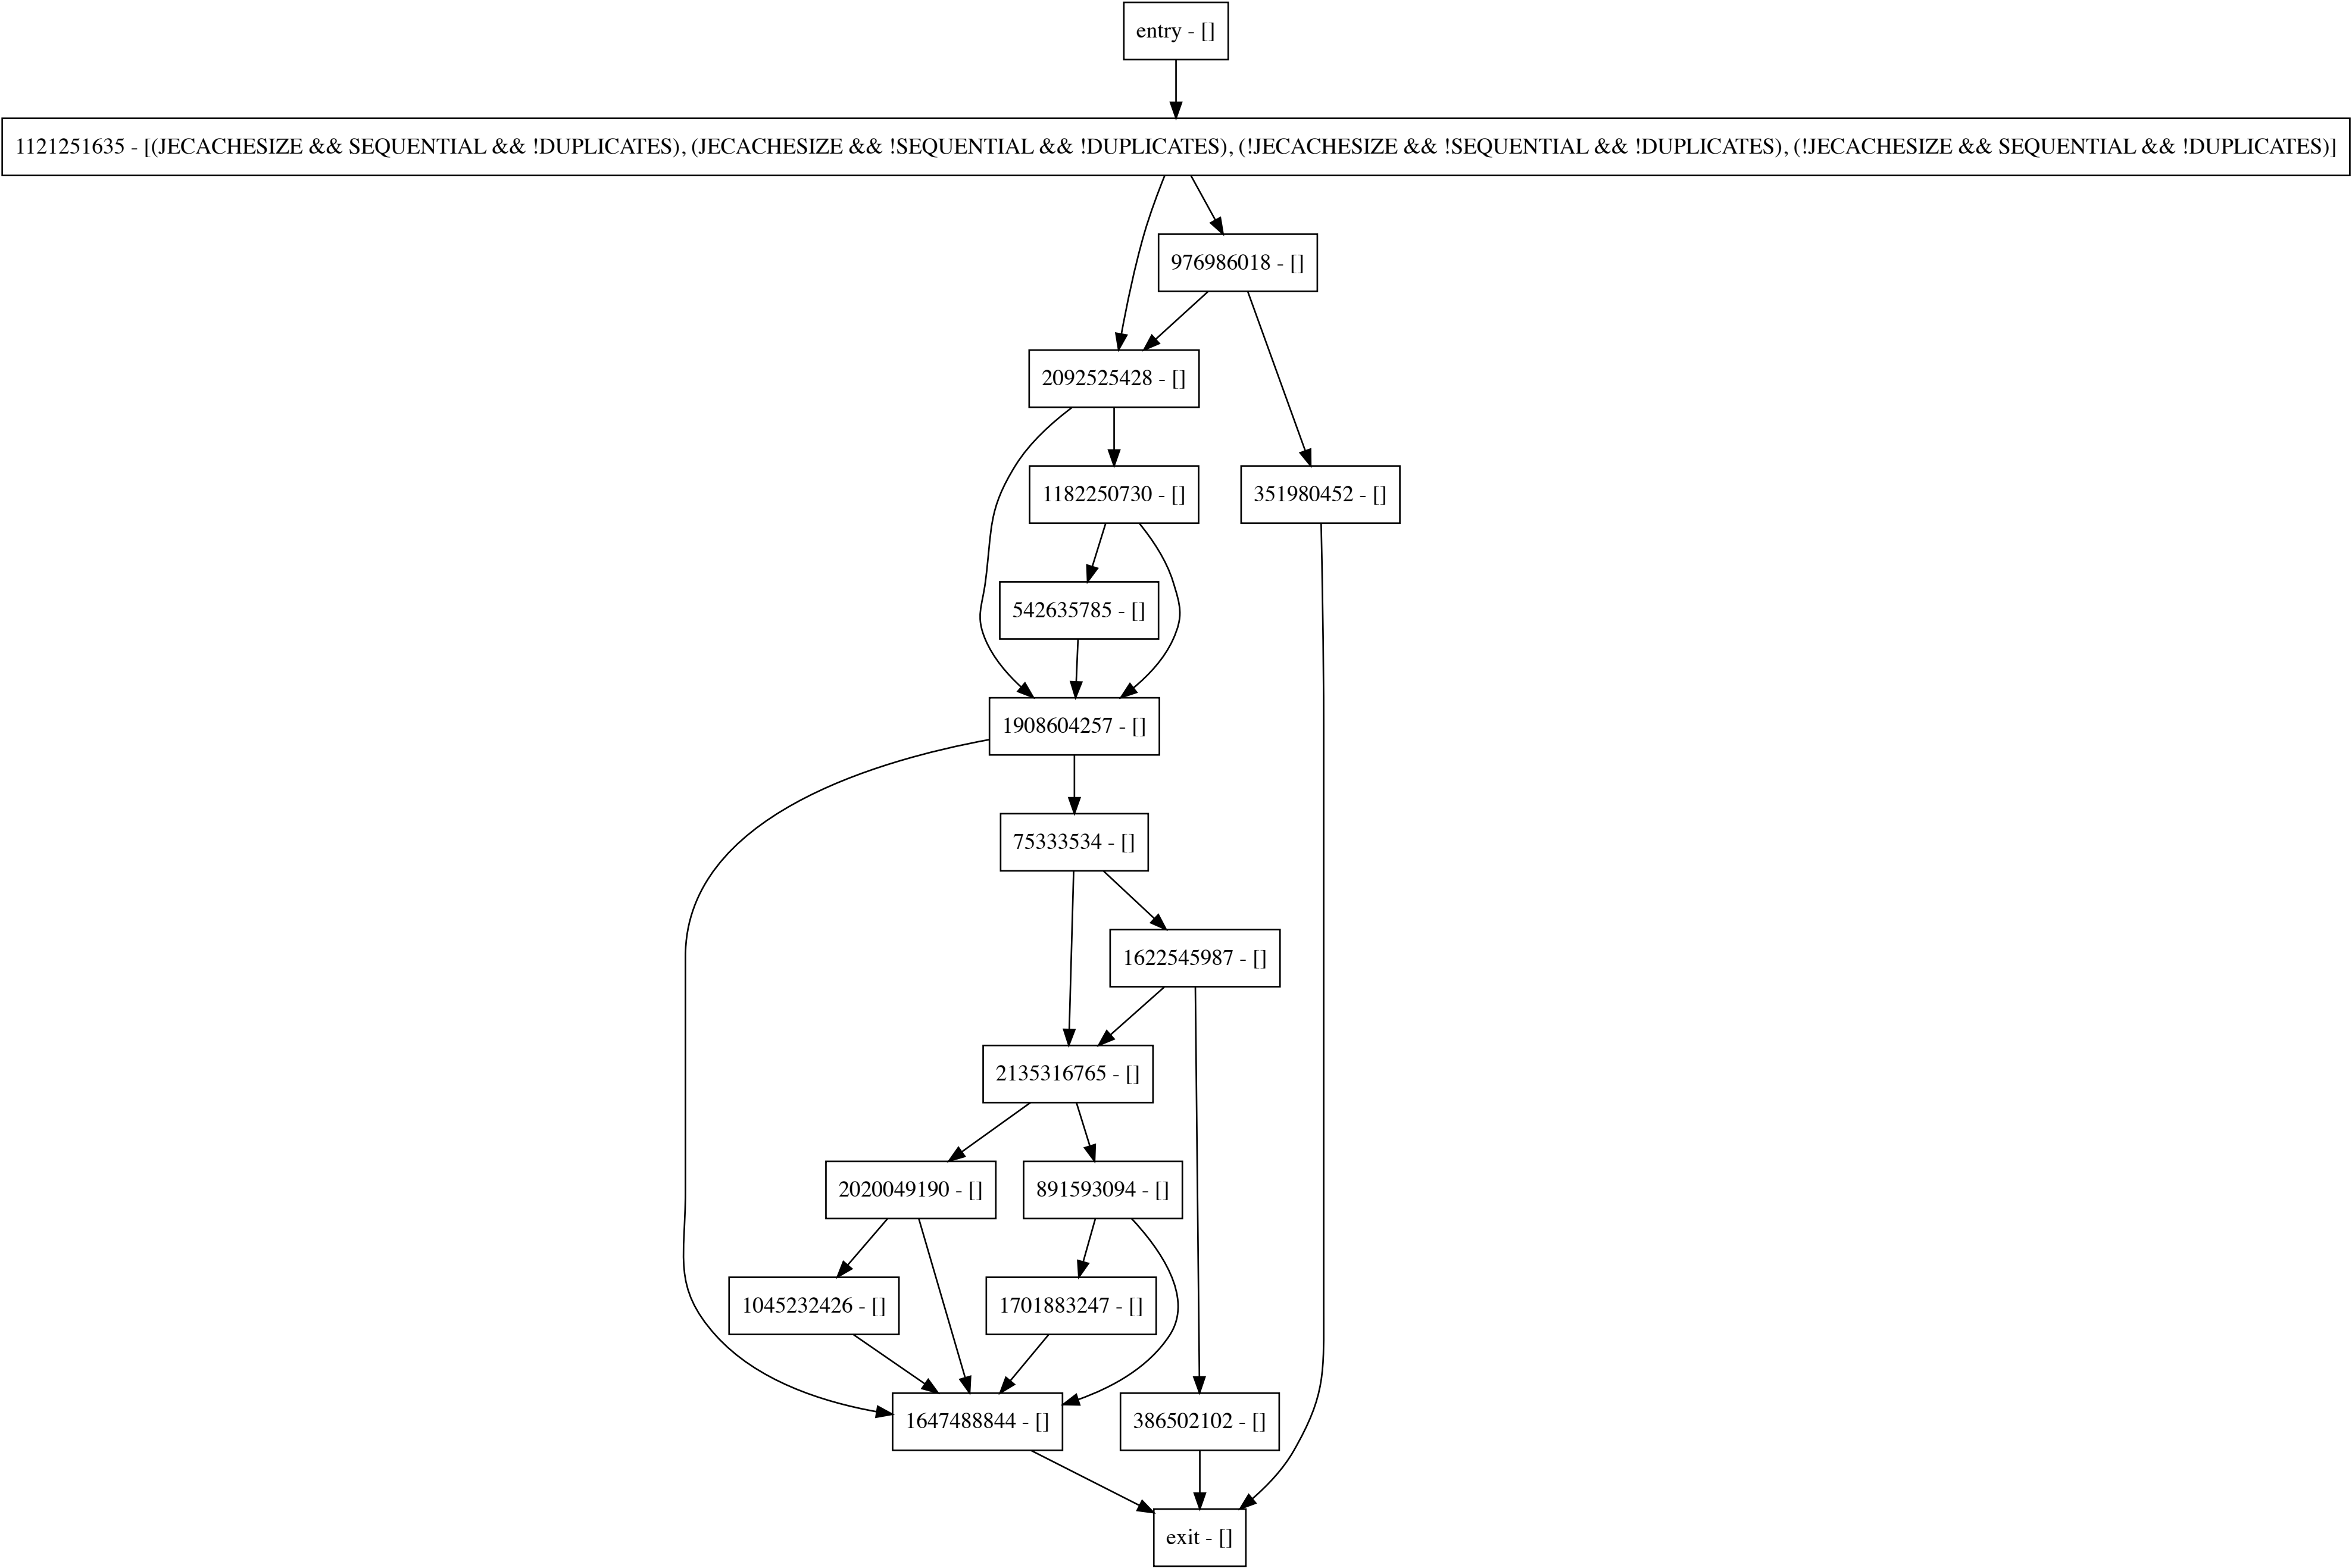 entry - []
1121251635 - [(JECACHESIZE && SEQUENTIAL && !DUPLICATES), (JECACHESIZE && !SEQUENTIAL && !DUPLICATES), (!JECACHESIZE && !SEQUENTIAL && !DUPLICATES), (!JECACHESIZE && SEQUENTIAL && !DUPLICATES)]
976986018 - []
2092525428 - []
1182250730 - []
351980452 - []
542635785 - []
1908604257 - []
75333534 - []
1622545987 - []
2135316765 - []
2020049190 - []
891593094 - []
1045232426 - []
1701883247 - []
1647488844 - []
386502102 - []
exit - []